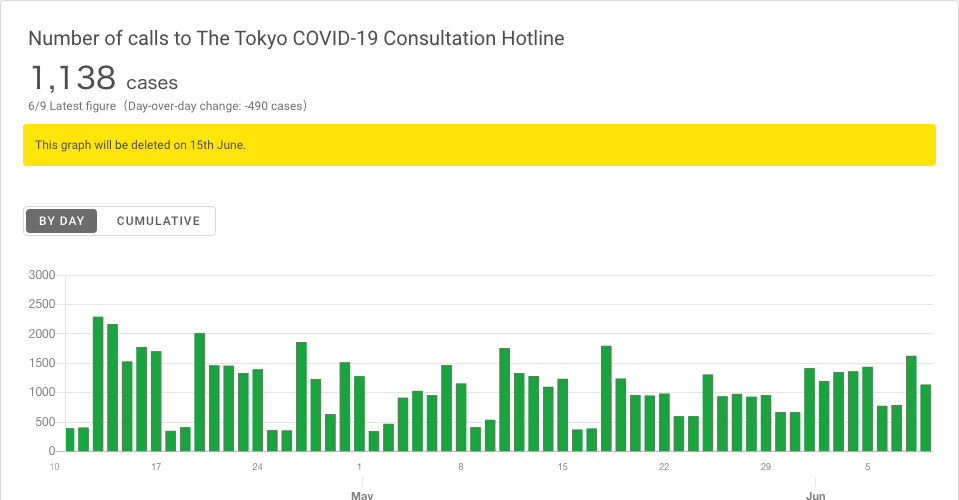 Number of calls to The Tokyo COVID-19 Consultation Hotline
1,138 cases
6/9 Latest figure（Day-over-day change: -490 cases）
This graph will be deleted on 15th June.
BY DAY CUMULATIVE
3000
2500
2000
1500
1000
500
0
10 17 24 1 8 15 22 29 5
May Jun